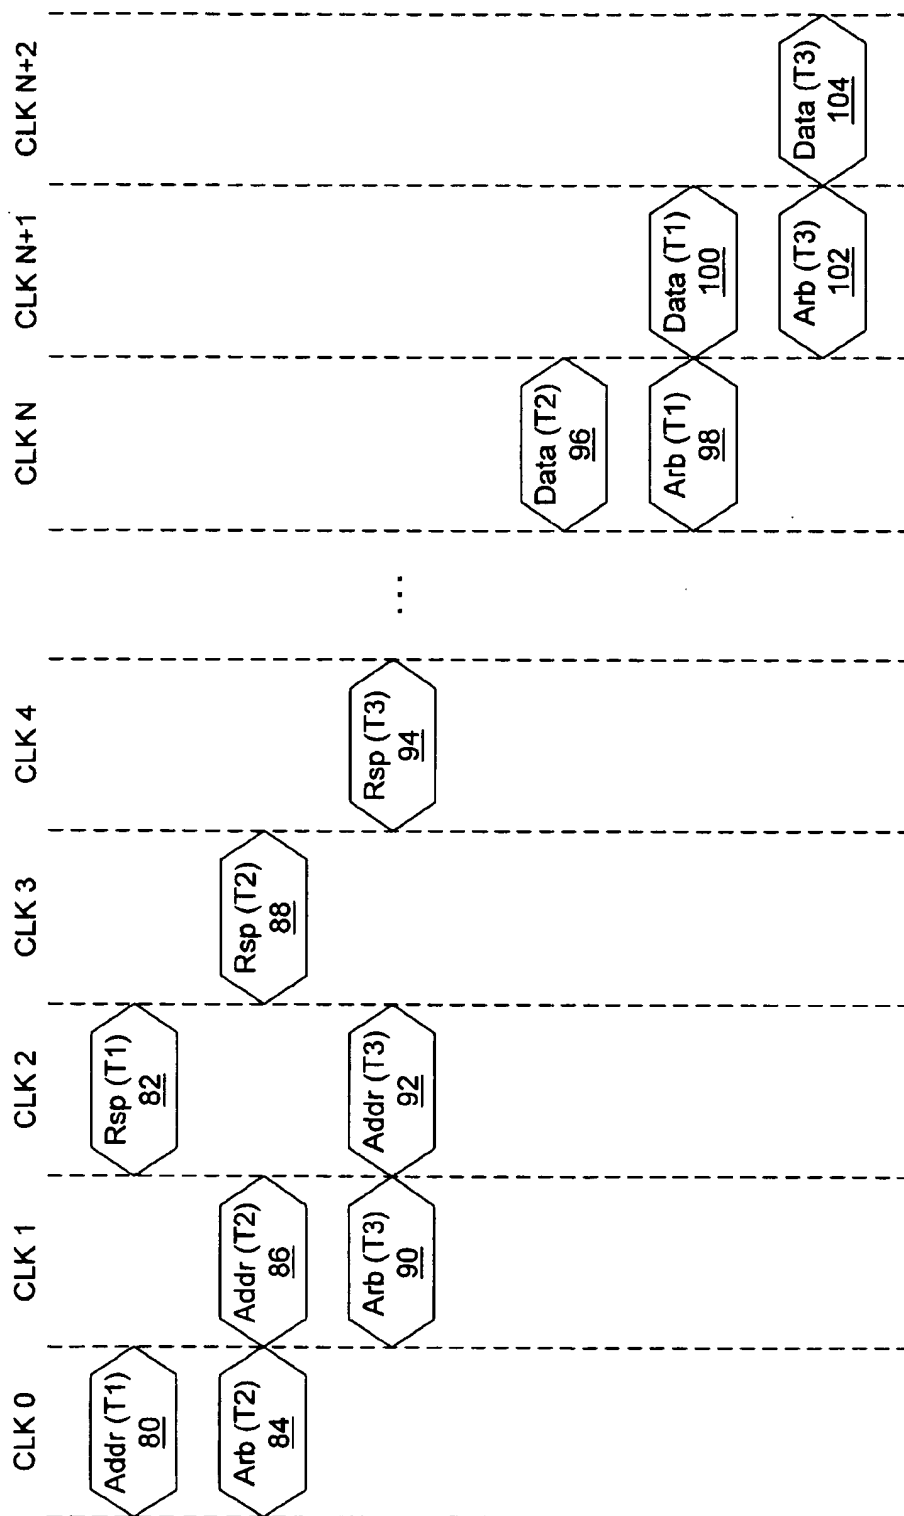 CLK 0
CLK 1
CLK 2
CLK 3
CLK 4
CLK N
CLK N+1
CLK N+2
Addr (T1)
80
Rsp (T1)
82
Arb (T2)
84
Addr (T2)
86
Rsp (T2)
88
Arb (T3)
90
Addr (T3)
92
Rsp (T3)
94
...
Data (T2)
96
Arb (T1)
98
Data (T1)
100
Arb (T3)
102
Data (T3)
104